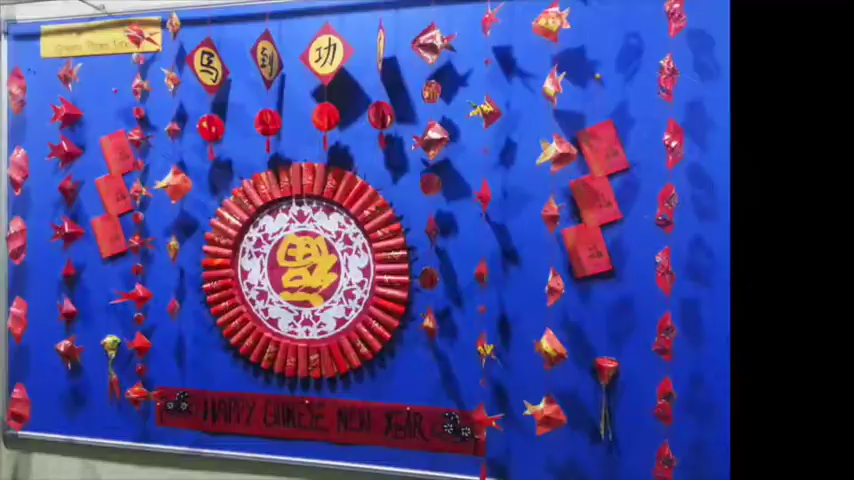 馬到功
福
HAPPY CHINESE NEW YEAR